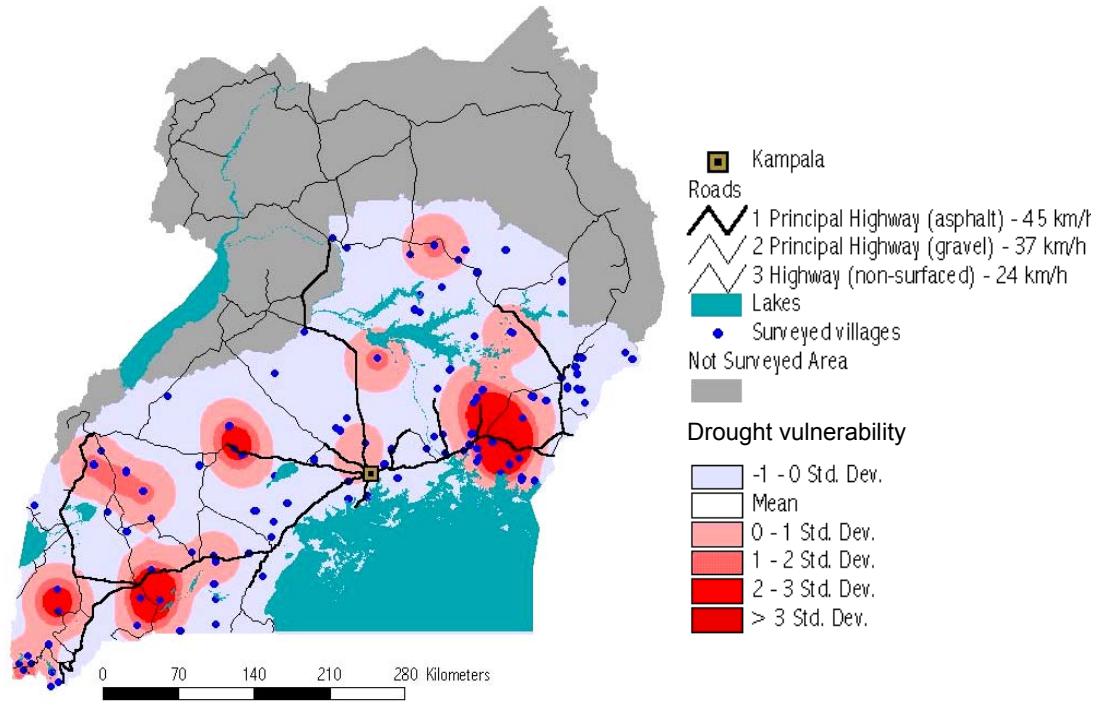 Kampala
Roads
1 Principal Highway (asphalt) - 45 km/h
2 Principal Highway (gravel) - 37 km/h
3 Highway (non-surfaced) - 24 km/h
Lakes
Surveyed villages
Not Surveyed Area
Drought vulnerability
-1 - 0 Std. Dev.
Mean
0 - 1 Std. Dev.
1 - 2 Std. Dev.
2 - 3 Std. Dev.
> 3 Std. Dev.
0 70 140 210 280 Kilometers